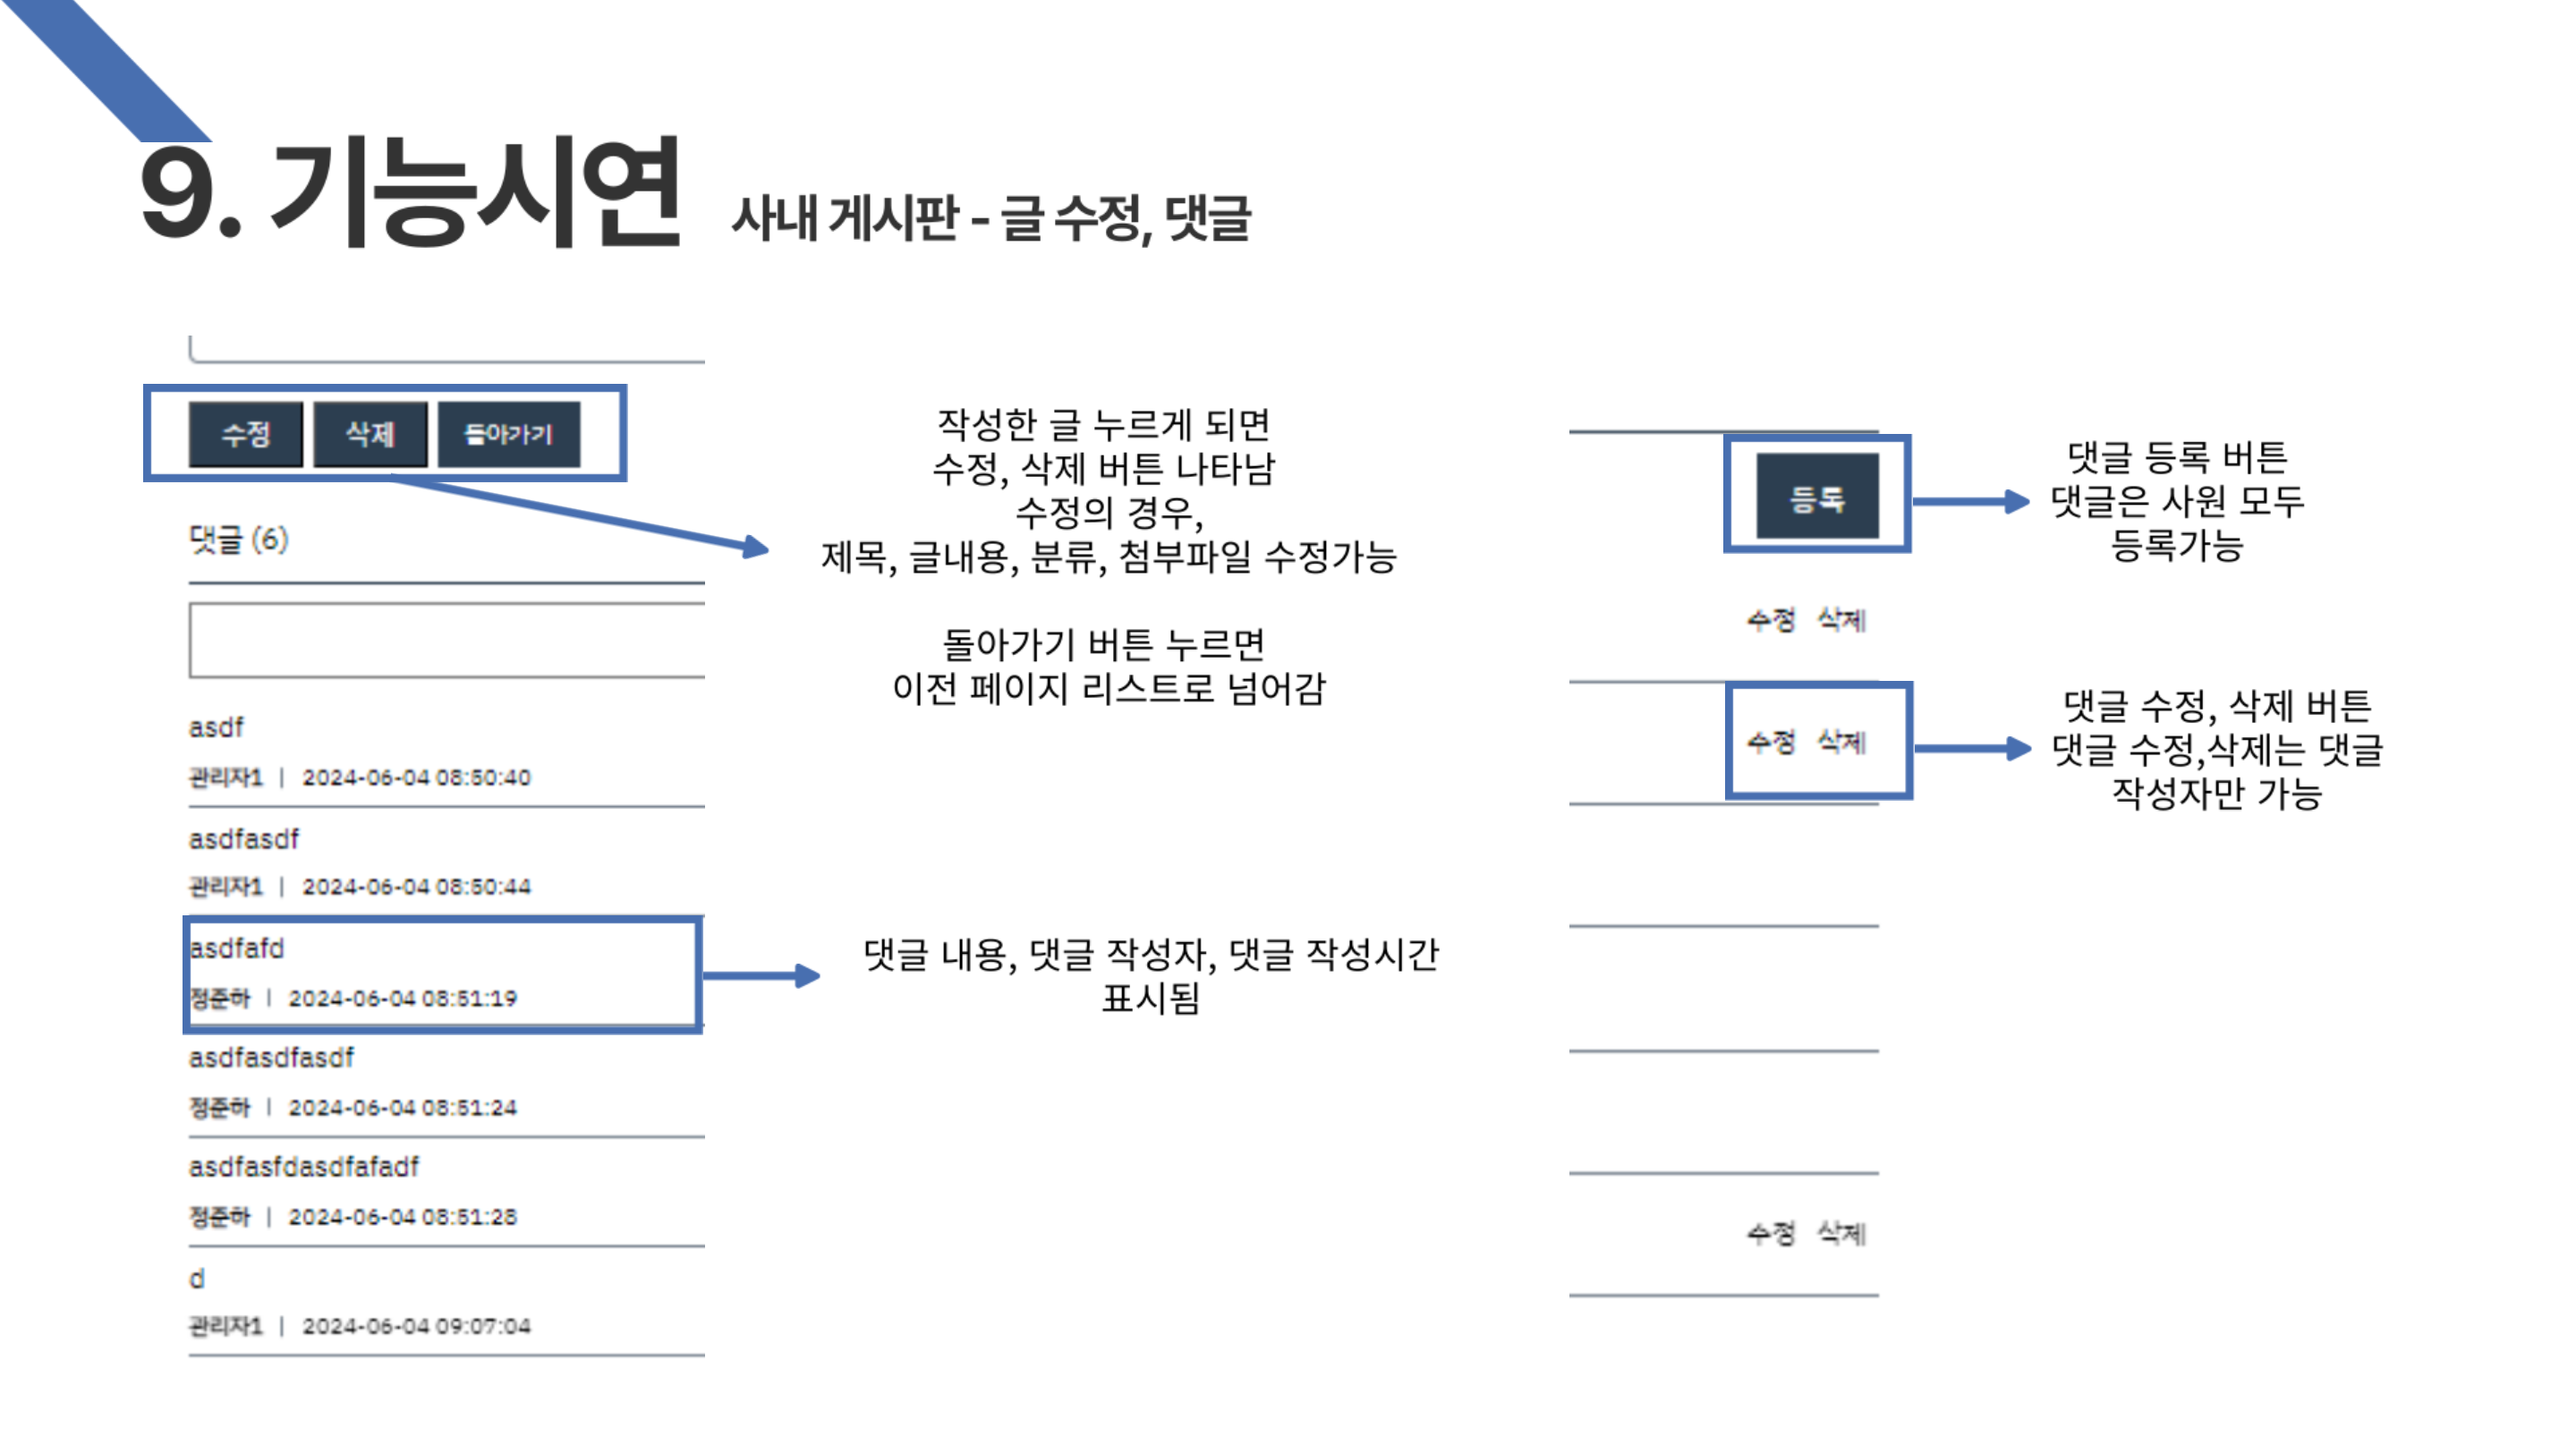 9. 기능시연 사내 게시판 - 글 수정, 댓글
수정 삭제 돌아가기
댓글 (6)
asdf
관리자1 | 2024-06-04 08:50:40
asdfasdf
관리자1 | 2024-06-04 08:50:44
asdfafd
정준하 | 2024-06-04 08:51:19
asdfasdfasdf
정준하 | 2024-06-04 08:51:24
asdfasfdasdfafadf
정준하 | 2024-06-04 08:51:28
d
관리자1 | 2024-06-04 09:07:04
작성한 글 누르게 되면
수정, 삭제 버튼 나타남
수정의 경우,
제목, 글내용, 분류, 첨부파일 수정가능
돌아가기 버튼 누르면
이전 페이지 리스트로 넘어감
댓글 내용, 댓글 작성자, 댓글 작성시간
표시됨
등록
수정 삭제
수정 삭제
수정 삭제
댓글 등록 버튼
댓글은 사원 모두
등록가능
댓글 수정, 삭제 버튼
댓글 수정,삭제는 댓글
작성자만 가능